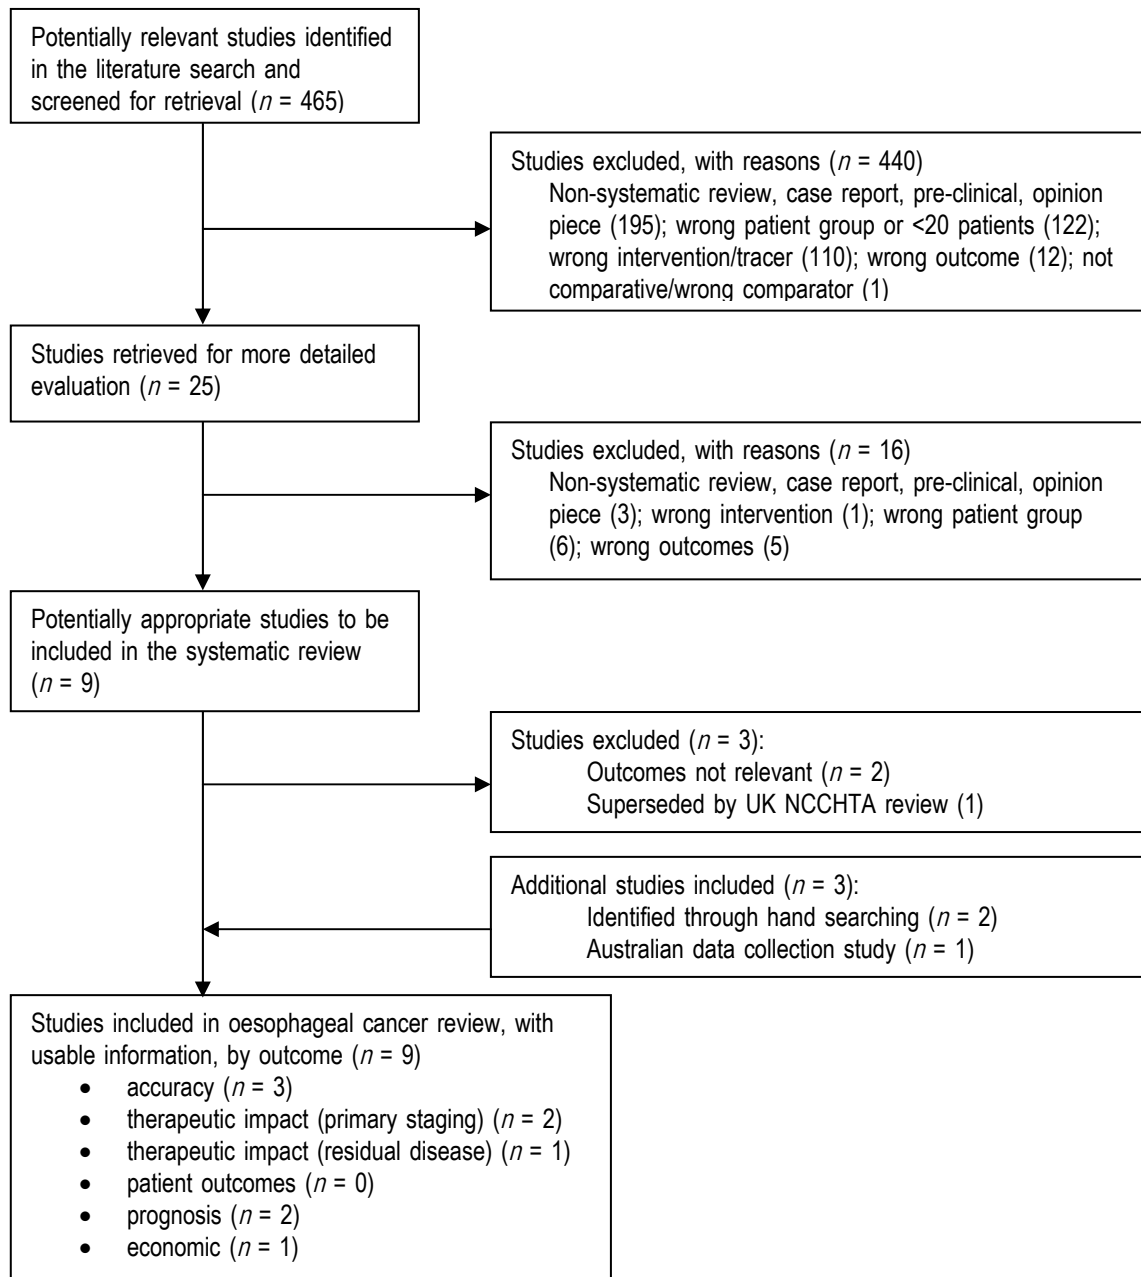 Potentially relevant studies identified
in the literature search and
screened for retrieval (n = 465)
Studies excluded, with reasons (n = 440)
Non-systematic review, case report, pre-clinical, opinion
piece (195); wrong patient group or <20 patients (122);
wrong intervention/tracer (110); wrong outcome (12); not
comparative/wrong comparator (1)
Studies retrieved for more detailed
evaluation (n = 25)
Studies excluded, with reasons (n = 16)
Non-systematic review, case report, pre-clinical, opinion
piece (3); wrong intervention (1); wrong patient group
(6); wrong outcomes (5)
Potentially appropriate studies to be
included in the systematic review
(n = 9)
Studies excluded (n = 3):
Outcomes not relevant (n = 2)
Superseded by UK NCCHTA review (1)
Additional studies included (n = 3):
Identified through hand searching (n = 2)
Australian data collection study (n = 1)
Studies included in oesophageal cancer review, with
usable information, by outcome (n = 9)
• accuracy (n = 3)
• therapeutic impact (primary staging) (n = 2)
• therapeutic impact (residual disease) (n = 1)
• patient outcomes (n = 0)
• prognosis (n = 2)
• economic (n = 1)